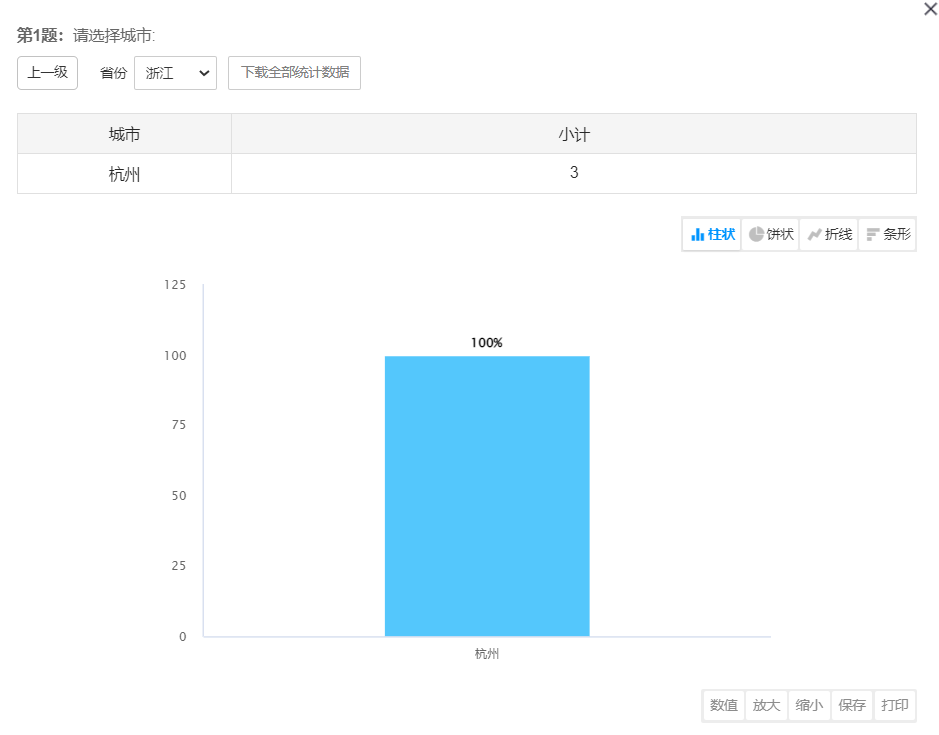 第1题：请选择城市:
上一级 省份 浙江 下载全部统计数据
城市 小计
杭州 3
柱状 饼状 折线 条形
125
100%
100
75
50
25
0
杭州
数值 放大 缩小 保存 打印